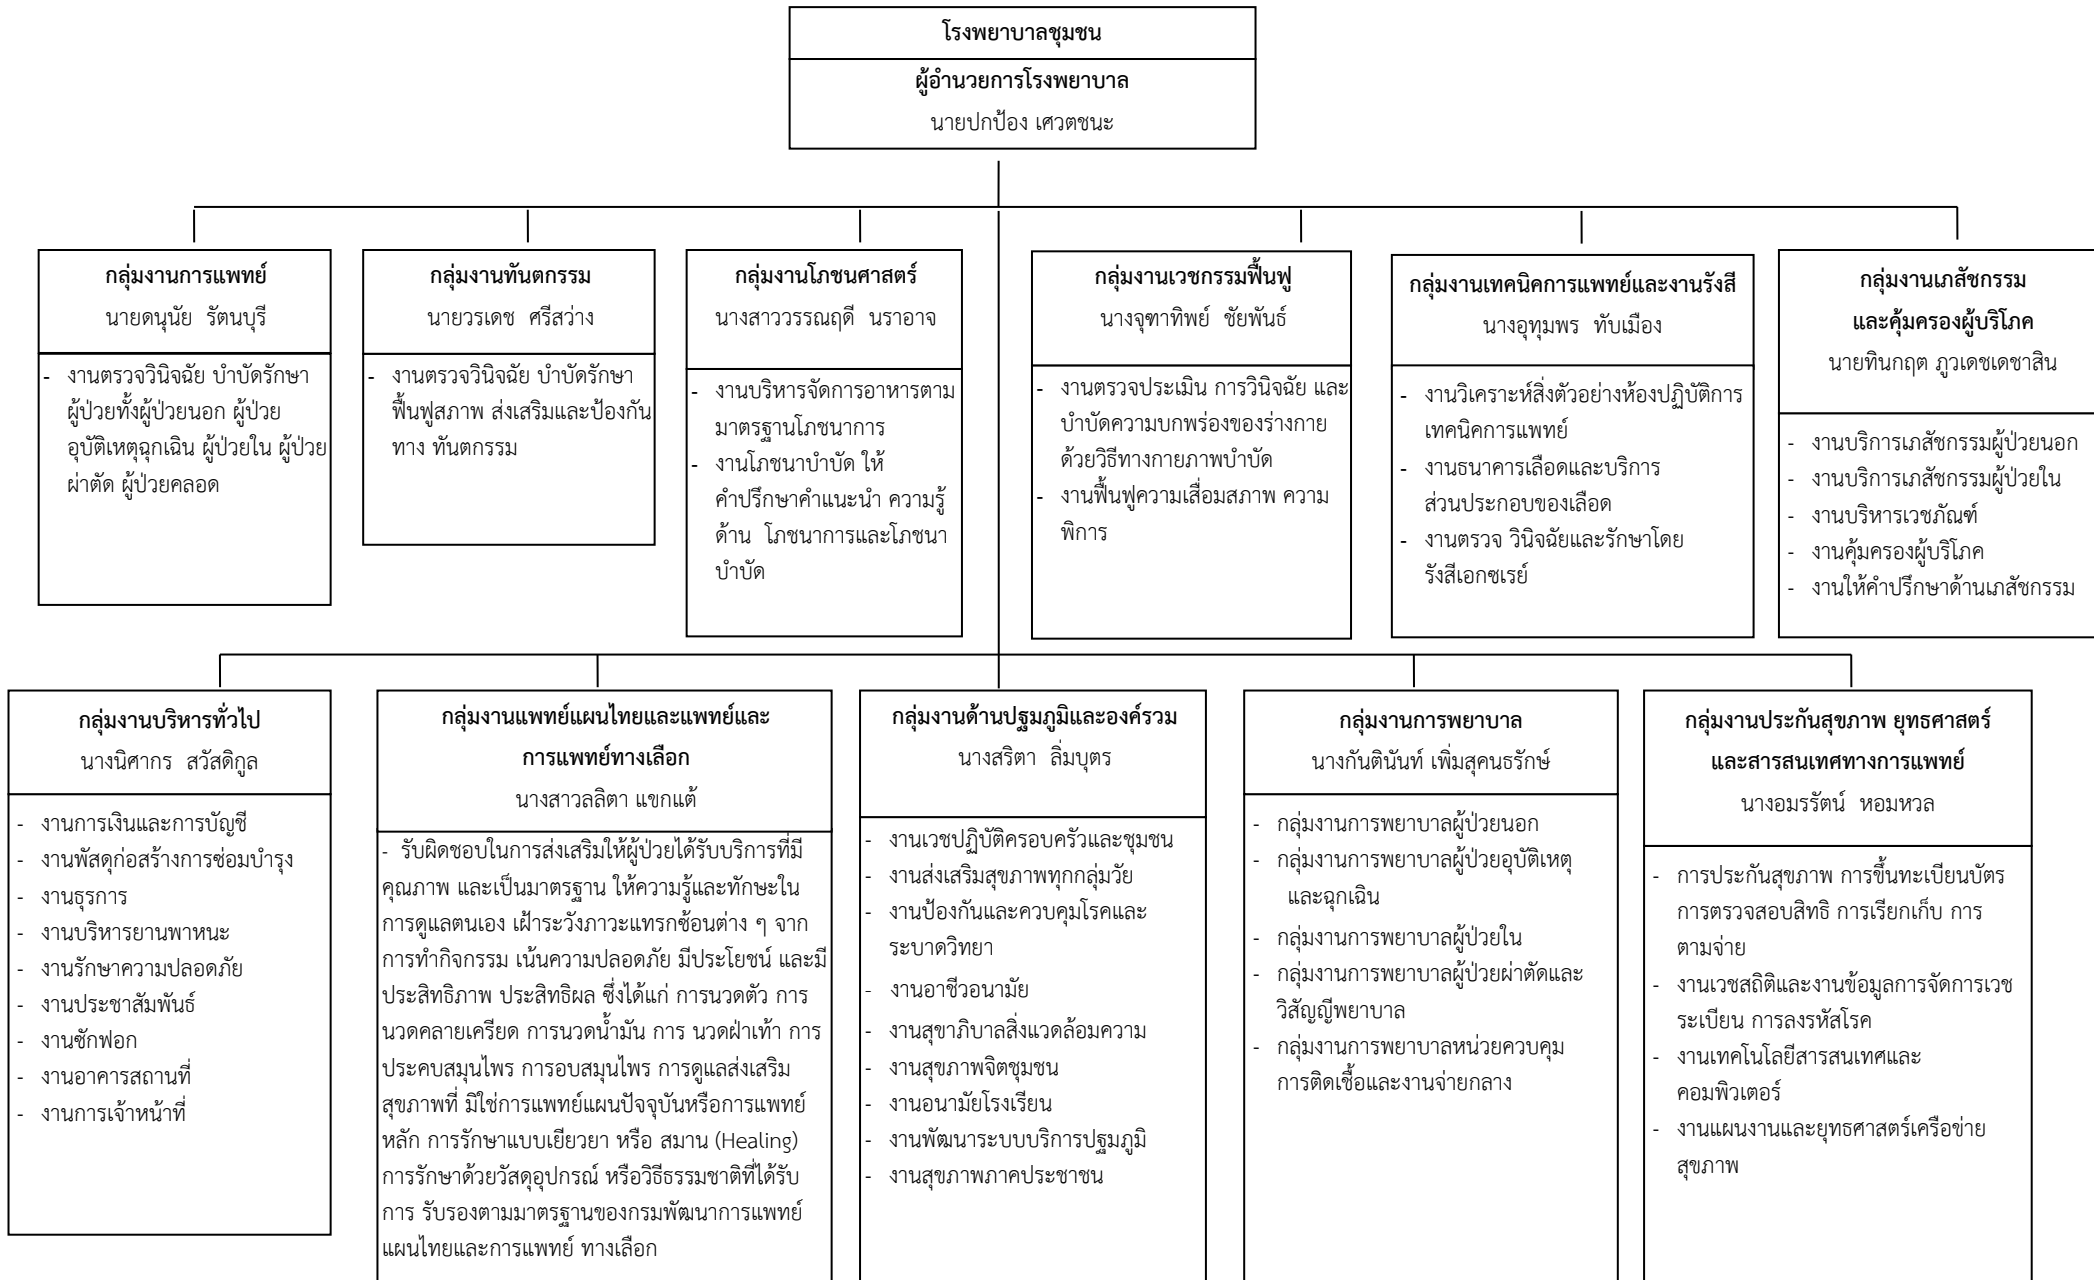 โรงพยาบาลชุมชน
ผู้อำนวยการโรงพยาบาล
นายปกป้อง เศวตชนะ
กลุ่มงานการแพทย์
นายดนุนัย รัตนบุรี
- งานตรวจวินิจฉัย บำบัดรักษา
ผู้ป่วยทั้งผู้ป่วยนอก ผู้ป่วย
อุบัติเหตุฉุกเฉิน ผู้ป่วยใน ผู้ป่วย
ผ่าตัด ผู้ป่วยคลอด
กลุ่มงานทันตกรรม
นายวรเดช ศรีสว่าง
- งานตรวจวินิจฉัย บำบัดรักษา
ฟื้นฟูสภาพ ส่งเสริมและป้องกัน
ทาง ทันตกรรม
กลุ่มงานโภชนศาสตร์
นางสาววรรณฤดี นราอาจ
- งานบริหารจัดการอาหารตาม
มาตรฐานโภชนาการ
- งานโภชนาบำบัด ให้
คำปรึกษาคำแนะนำ ความรู้
ด้าน โภชนาการและโภชนา
บำบัด
กลุ่มงานเวชกรรมฟื้นฟู
นางจุฑาทิพย์ ชัยพันธ์
- งานตรวจประเมิน การวินิจฉัย และ
บำบัดความบกพร่องของร่างกาย
ด้วยวิธีทางกายภาพบำบัด
- งานฟื้นฟูความเสื่อมสภาพ ความ
พิการ
กลุ่มงานเทคนิคการแพทย์และงานรังสี
นางอุทุมพร ทับเมือง
- งานวิเคราะห์สิ่งตัวอย่างห้องปฏิบัติการ
เทคนิคการแพทย์
- งานธนาคารเลือดและบริการ
ส่วนประกอบของเลือด
- งานตรวจ วินิจฉัยและรักษาโดย
รังสีเอกซเรย์
กลุ่มงานเภสัชกรรม
และคุ้มครองผู้บริโภค
นายทินกฤต ภูวเดชเดชาสิน
- งานบริการเภสัชกรรมผู้ป่วยนอก
- งานบริการเภสัชกรรมผู้ป่วยใน
- งานบริหารเวชภัณฑ์
- งานคุ้มครองผู้บริโภค
- งานให้คำปรึกษาด้านเภสัชกรรม
กลุ่มงานบริหารทั่วไป
นางนิศากร สวัสดิกูล
- งานการเงินและการบัญชี
- งานพัสดุก่อสร้างการซ่อมบำรุง
- งานธุรการ
- งานบริหารยานพาหนะ
- งานรักษาความปลอดภัย
- งานประชาสัมพันธ์
- งานซักฟอก
- งานอาคารสถานที่
- งานการเจ้าหน้าที่
กลุ่มงานแพทย์แผนไทยและแพทย์และ
การแพทย์ทางเลือก
นางสาวลลิตา แขกแต้
- รับผิดชอบในการส่งเสริมให้ผู้ป่วยได้รับบริการที่มี
คุณภาพ และเป็นมาตรฐาน ให้ความรู้และทักษะใน
การดูแลตนเอง เฝ้าระวังภาวะแทรกซ้อนต่าง ๆ จาก
การทำกิจกรรม เน้นความปลอดภัย มีประโยชน์ และมี
ประสิทธิภาพ ประสิทธิผล ซึ่งได้แก่ การนวดตัว การ
นวดคลายเครียด การนวดน้ำมัน การ นวดฝ่าเท้า การ
ประคบสมุนไพร การอบสมุนไพร การดูแลส่งเสริม
สุขภาพที่ มิใช่การแพทย์แผนปัจจุบันหรือการแพทย์
หลัก การรักษาแบบเยียวยา หรือ สมาน (Healing)
การรักษาด้วยวัสดุอุปกรณ์ หรือวิธีธรรมชาติที่ได้รับ
การ รับรองตามมาตรฐานของกรมพัฒนาการแพทย์
แผนไทยและการแพทย์ ทางเลือก
กลุ่มงานด้านปฐมภูมิและองค์รวม
นางสริตา ลิ่มบุตร
- งานเวชปฏิบัติครอบครัวและชุมชน
- งานส่งเสริมสุขภาพทุกกลุ่มวัย
- งานป้องกันและควบคุมโรคและ
ระบาดวิทยา
- งานอาชีวอนามัย
- งานสุขาภิบาลสิ่งแวดล้อมความ
- งานสุขภาพจิตชุมชน
- งานอนามัยโรงเรียน
- งานพัฒนาระบบบริการปฐมภูมิ
- งานสุขภาพภาคประชาชน
กลุ่มงานการพยาบาล
นางกันตินันท์ เพิ่มสุคนธรักษ์
- กลุ่มงานการพยาบาลผู้ป่วยนอก
- กลุ่มงานการพยาบาลผู้ป่วยอุบัติเหตุ
และฉุกเฉิน
- กลุ่มงานการพยาบาลผู้ป่วยใน
- กลุ่มงานการพยาบาลผู้ป่วยผ่าตัดและ
วิสัญญีพยาบาล
- กลุ่มงานการพยาบาลหน่วยควบคุม
การติดเชื้อและงานจ่ายกลาง
กลุ่มงานประกันสุขภาพ ยุทธศาสตร์
และสารสนเทศทางการแพทย์
นางอมรรัตน์ หอมหวล
- การประกันสุขภาพ การขึ้นทะเบียนบัตร
การตรวจสอบสิทธิ การเรียกเก็บ การ
ตามจ่าย
- งานเวชสถิติและงานข้อมูลการจัดการเวช
ระเบียน การลงรหัสโรค
- งานเทคโนโลยีสารสนเทศและ
คอมพิวเตอร์
- งานแผนงานและยุทธศาสตร์เครือข่าย
สุขภาพ